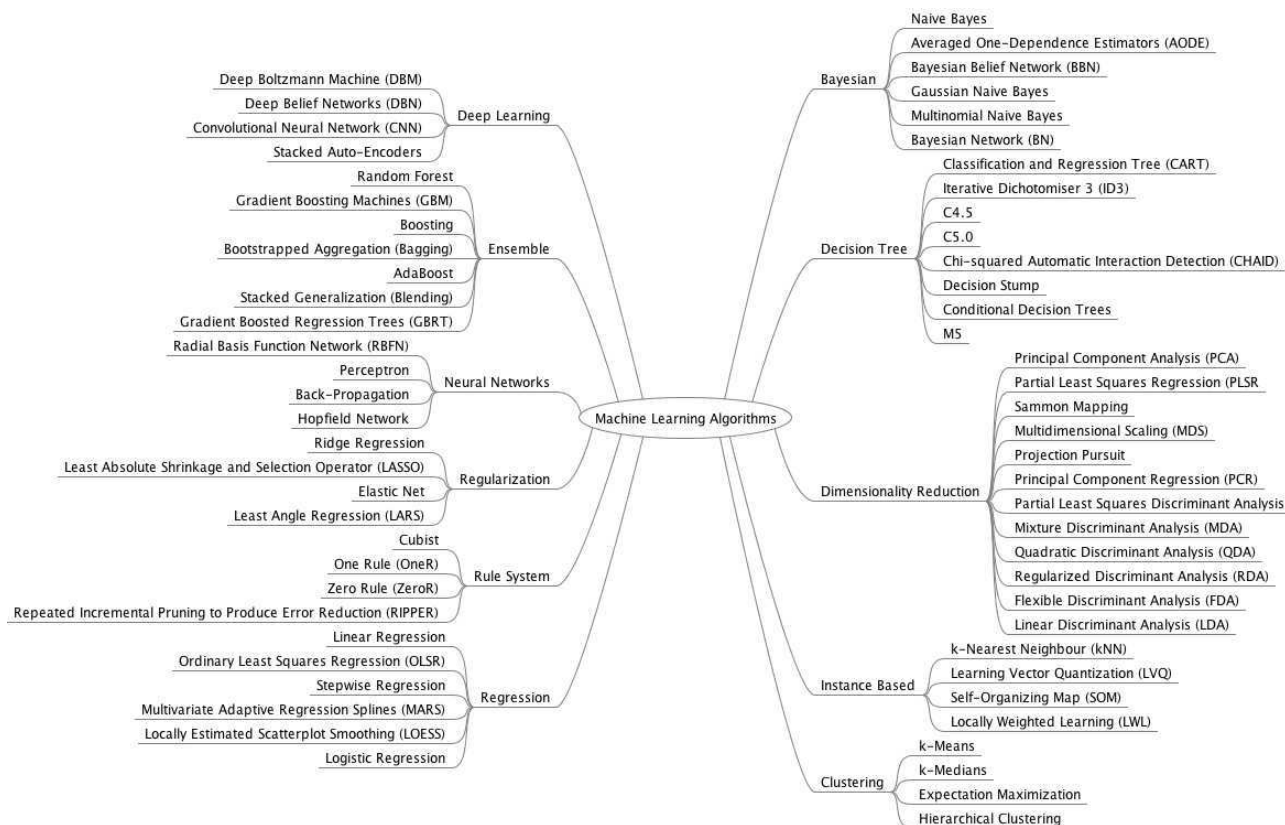 Machine Learning Algorithms
Deep Learning
Deep Boltzmann Machine (DBM)
Deep Belief Networks (DBN)
Convolutional Neural Network (CNN)
Stacked Auto-Encoders
Ensemble
Random Forest
Gradient Boosting Machines (GBM)
Boosting
Bootstrapped Aggregation (Bagging)
AdaBoost
Stacked Generalization (Blending)
Gradient Boosted Regression Trees (GBRT)
Neural Networks
Radial Basis Function Network (RBFN)
Perceptron
Back-Propagation
Hopfield Network
Regularization
Ridge Regression
Least Absolute Shrinkage and Selection Operator (LASSO)
Elastic Net
Least Angle Regression (LARS)
Rule System
Cubist
One Rule (OneR)
Zero Rule (ZeroR)
Repeated Incremental Pruning to Produce Error Reduction (RIPPER)
Regression
Linear Regression
Ordinary Least Squares Regression (OLSR)
Stepwise Regression
Multivariate Adaptive Regression Splines (MARS)
Locally Estimated Scatterplot Smoothing (LOESS)
Logistic Regression
Bayesian
Naive Bayes
Averaged One-Dependence Estimators (AODE)
Bayesian Belief Network (BBN)
Gaussian Naive Bayes
Multinomial Naive Bayes
Bayesian Network (BN)
Decision Tree
Classification and Regression Tree (CART)
Iterative Dichotomiser 3 (ID3)
C4.5
C5.0
Chi-squared Automatic Interaction Detection (CHAID)
Decision Stump
Conditional Decision Trees
M5
Dimensionality Reduction
Principal Component Analysis (PCA)
Partial Least Squares Regression (PLSR
Sammon Mapping
Multidimensional Scaling (MDS)
Projection Pursuit
Principal Component Regression (PCR)
Partial Least Squares Discriminant Analysis
Mixture Discriminant Analysis (MDA)
Quadratic Discriminant Analysis (QDA)
Regularized Discriminant Analysis (RDA)
Flexible Discriminant Analysis (FDA)
Linear Discriminant Analysis (LDA)
Instance Based
k-Nearest Neighbour (kNN)
Learning Vector Quantization (LVQ)
Self-Organizing Map (SOM)
Locally Weighted Learning (LWL)
Clustering
k-Means
k-Medians
Expectation Maximization
Hierarchical Clustering